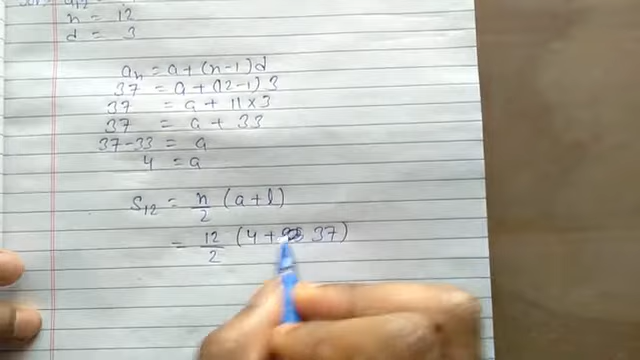 n = 12
d = 3
an = a + (n-1)d
37 = a + (12-1) 3
37 = a + 11 × 3
37 = a + 33
37-33 = a
4 = a
S12 = n/2 (a + l)
= 12/2 (4 + 37)